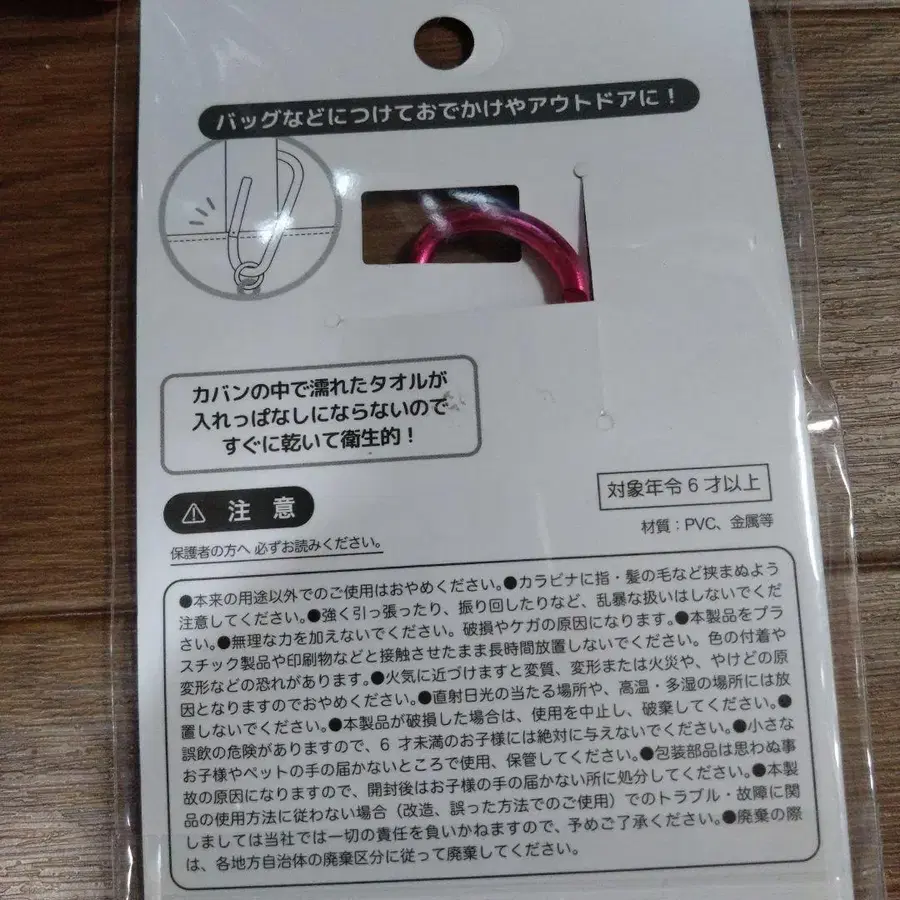 バッグなどにつけておでかけやアウトドアに！
カバンの中で濡れたタオルが
入れっぱなしにならないので
すぐに乾いて衛生的！
⚠ 注意
対象年令6才以上
保護者の方へ 必ずお読みください。
材質：PVC、金属等
●本来の用途以外でのご使用はおやめください。●カラビナに指・髪の毛など挟まぬよう
注意してください。●強く引っ張ったり、振り回したりなど、乱暴な扱いはしないでくだ
さい。●無理な力を加えないでください。破損やケガの原因になります。●本製品をプラ
スチック製品や印刷物などと接触させたまま長時間放置しないでください。色の付着や
変形などの恐れがあります。●火気に近づけますと変質、変形または火災や、やけどの原
因となりますのでおやめください。●直射日光の当たる場所や、高温・多湿の場所には放
置しないでください。●本製品が破損した場合は、使用を中止し、破棄してください。●
誤飲の危険がありますので、6才未満のお子様には絶対に与えないでください。●小さな
お子様やペットの手の届かないところで使用、保管してください。●包装部品は思わぬ事
故の原因になりますので、開封後はお子様の手の届かない所に処分してください。●本製
品の使用方法に従わない場合（改造、誤った方法でのご使用）でのトラブル・故障に関
しましては当社では一切の責任を負いかねますので、予めご了承ください。●廃棄の際
は、各地方自治体の廃棄区分に従って廃棄してください。